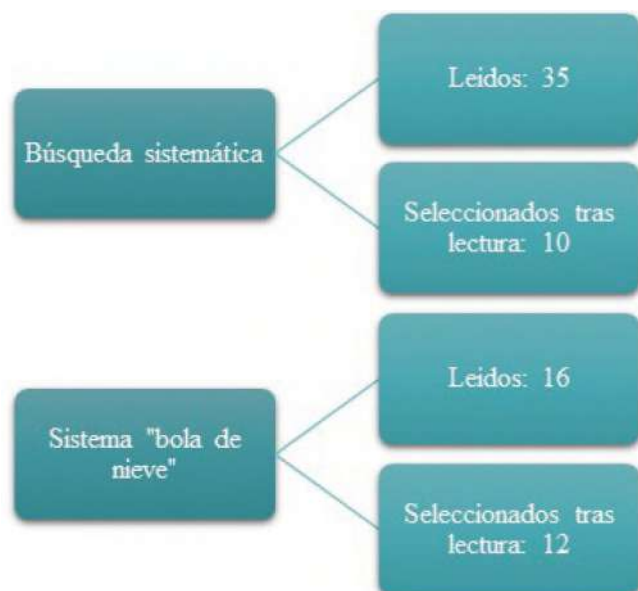 Búsqueda sistemática
Leidos: 35
Seleccionados tras
lectura: 10
Sistema "bola de
nieve"
Leidos: 16
Seleccionados tras
lectura: 12